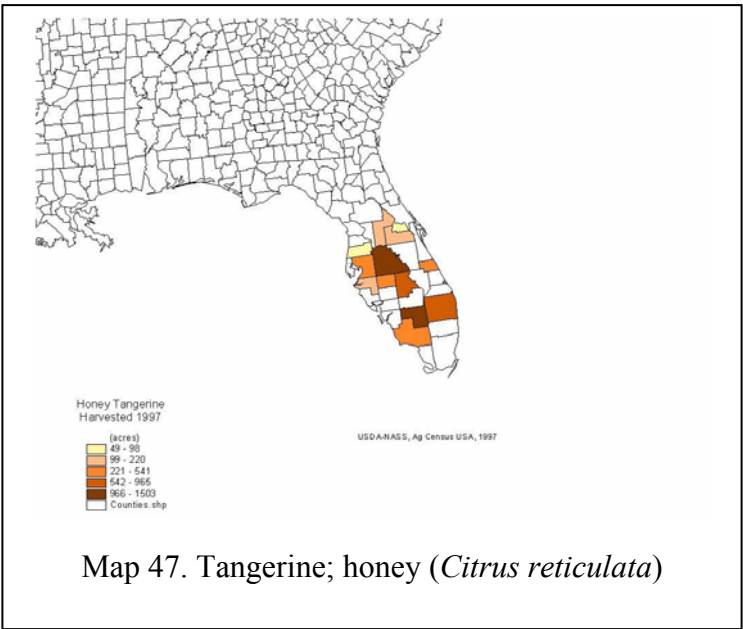 USDA-NASS, Ag Census USA, 1997
Honey Tangerine
Harvested 1997
(acres)
49 - 98
99 - 220
221 - 541
542 - 965
966 - 1503
Counties.shp
Map 47. Tangerine; honey (Citrus reticulata)